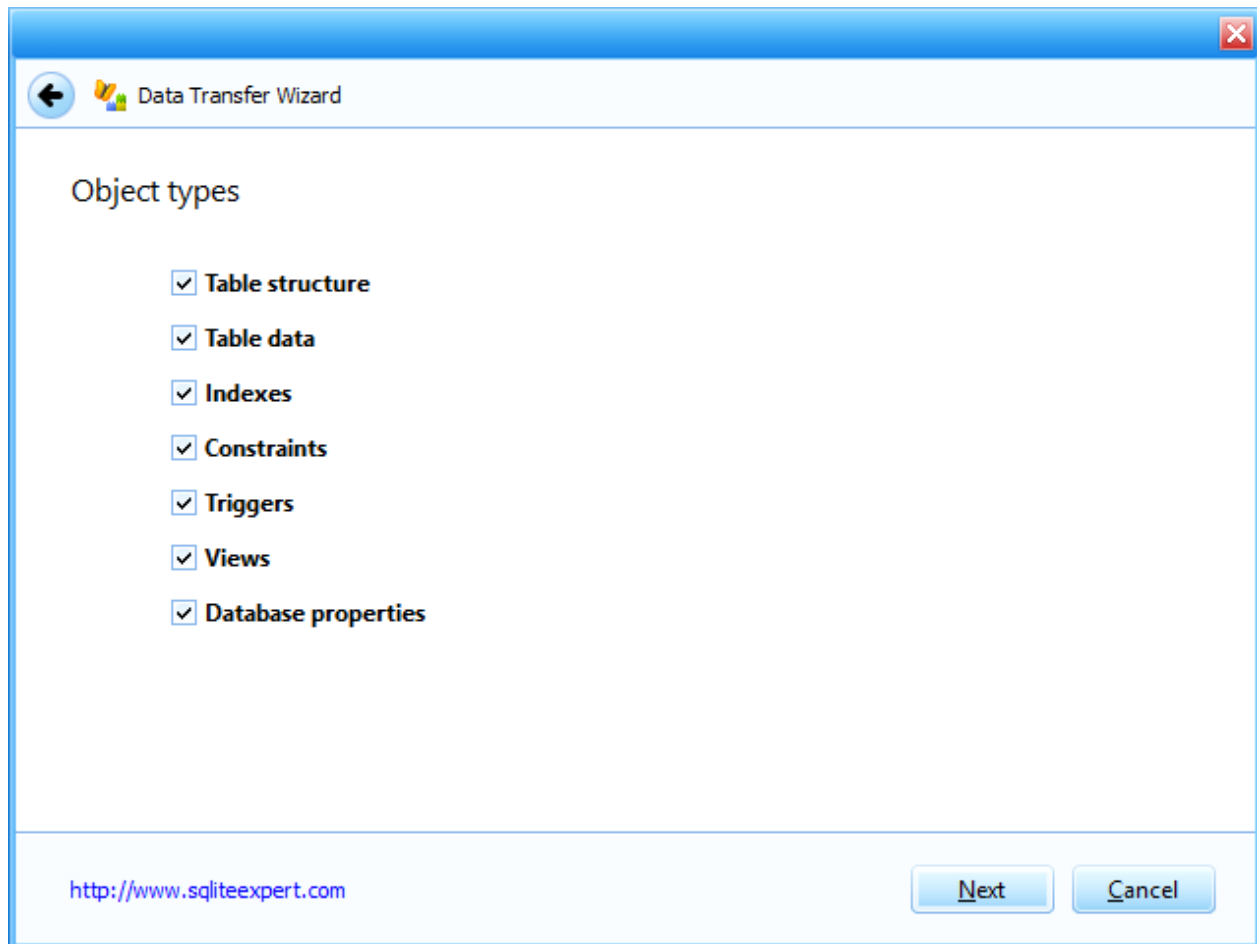 Data Transfer Wizard
Object types
Table structure
Table data
Indexes
Constraints
Triggers
Views
Database properties
http://www.sqliteexpert.com
Next
Cancel